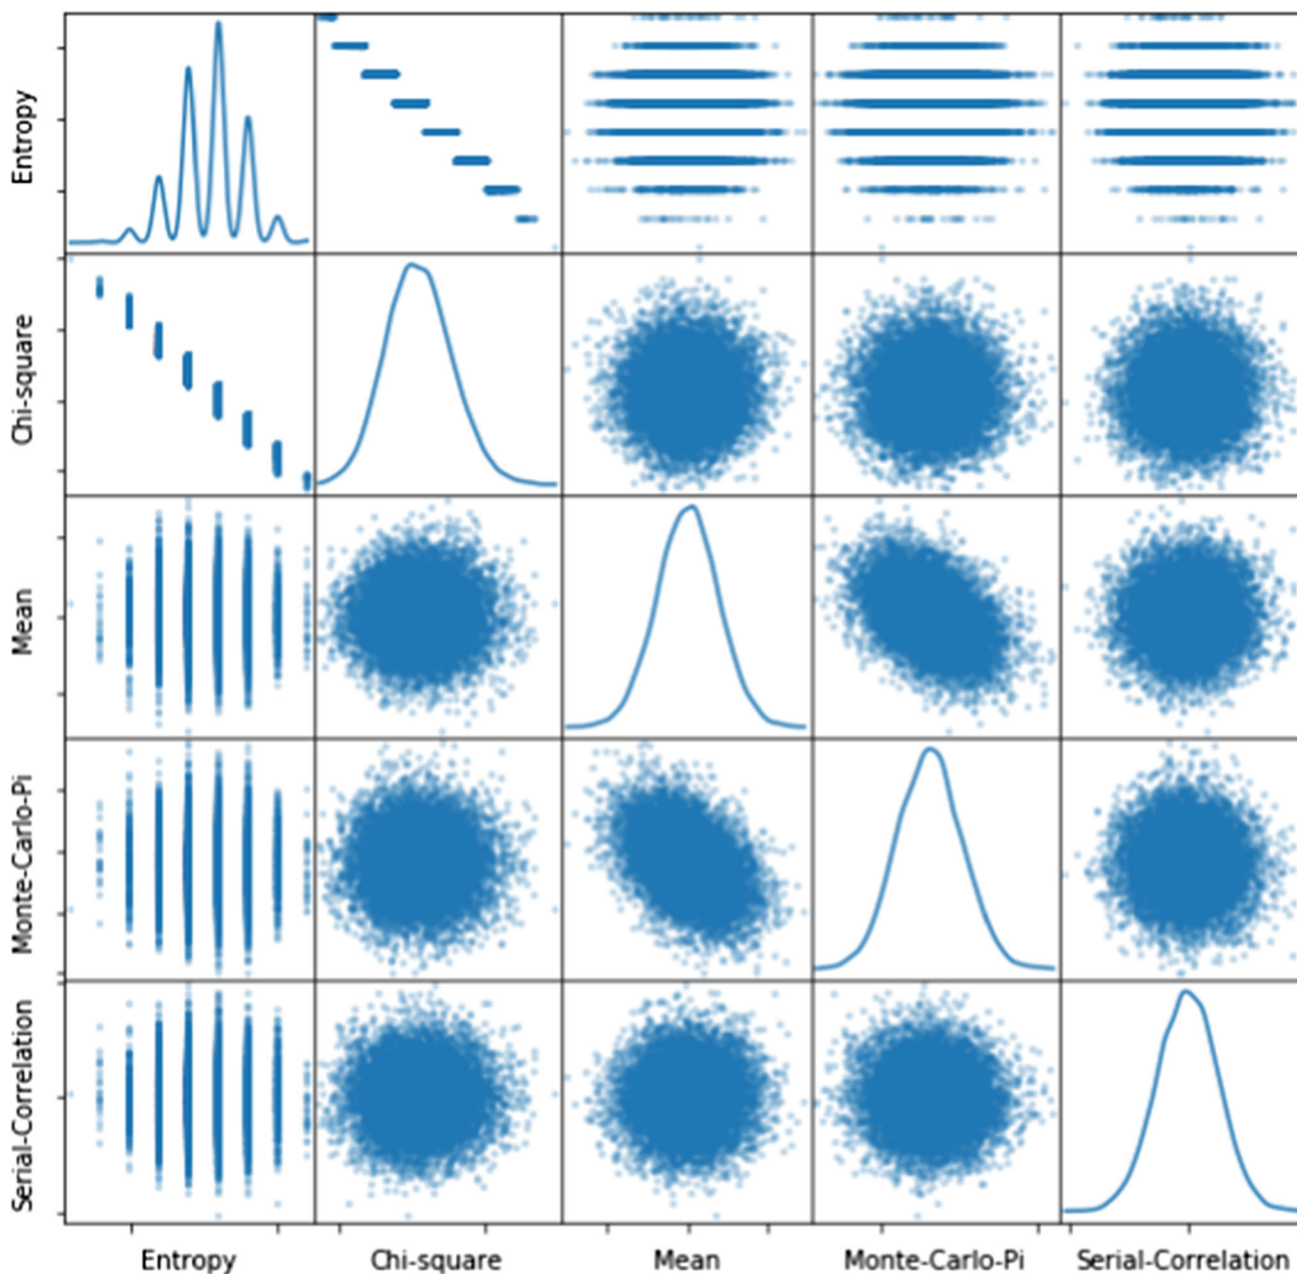 Entropy
Chi-square
Mean
Monte-Carlo-Pi
Serial-Correlation
Entropy
Chi-square
Mean
Monte-Carlo-Pi
Serial-Correlation